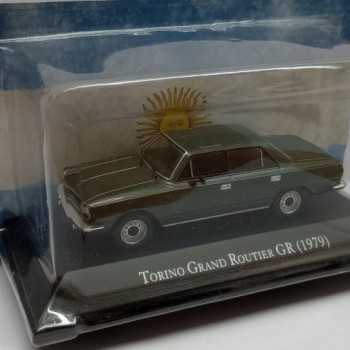 Torino Grand Routier GR (1979)